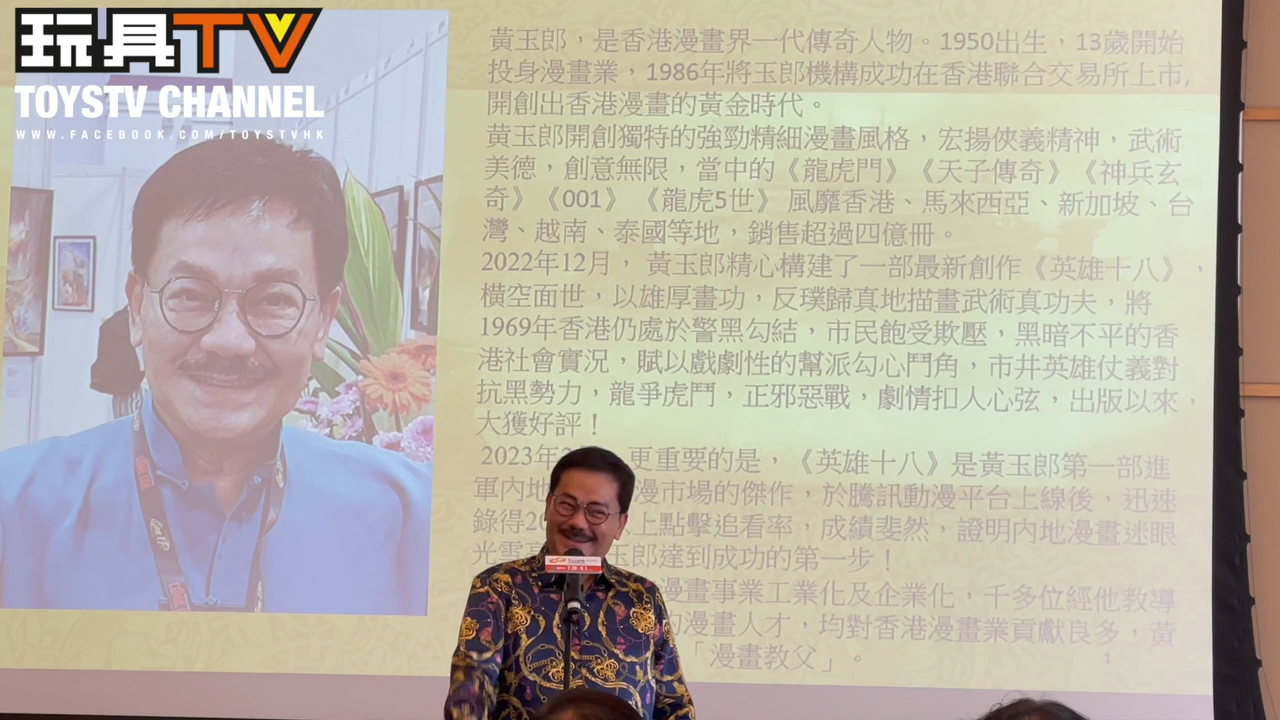 玩具TV
TOYSTV CHANNEL
WWW.FACEBOOK.COM/TOYSTVHK
黃玉郎，是香港漫畫界一代傳奇人物。1950出生，13歲開始
投身漫畫業，1986年將玉郎機構成功在香港聯合交易所上市,
開創出香港漫畫的黃金時代。
黃玉郎開創獨特的強勁精細漫畫風格，宏揚俠義精神，武術
美德，創意無限，當中的《龍虎門》《天子傳奇》《神兵玄
奇》《001》《龍虎5世》 風靡香港、馬來西亞、新加坡、台
灣、越南、泰國等地，銷售超過四億冊。
2022年12月， 黃玉郎精心構建了一部最新創作《英雄十八》，
橫空面世，以雄厚畫功，反璞歸真地描畫武術真功夫，將
1969年香港仍處於警黑勾結，市民飽受欺壓，黑暗不平的香
港社會實況，賦以戲劇性的幫派勾心鬥角，市井英雄仗義對
抗黑勢力，龍爭虎鬥，正邪惡戰，劇情扣人心弦，出版以來，
大獲好評！
2023年 更重要的是，《英雄十八》是黃玉郎第一部進
軍內地 漫市場的傑作，於騰訊動漫平台上線後，迅速
錄得2 上點擊追看率，成績斐然，證明內地漫畫迷眼
光雪 玉郎達到成功的第一步！
漫畫事業工業化及企業化，千多位經他教導
的漫畫人才，均對香港漫畫業貢獻良多，黃
「漫畫教父」。
1